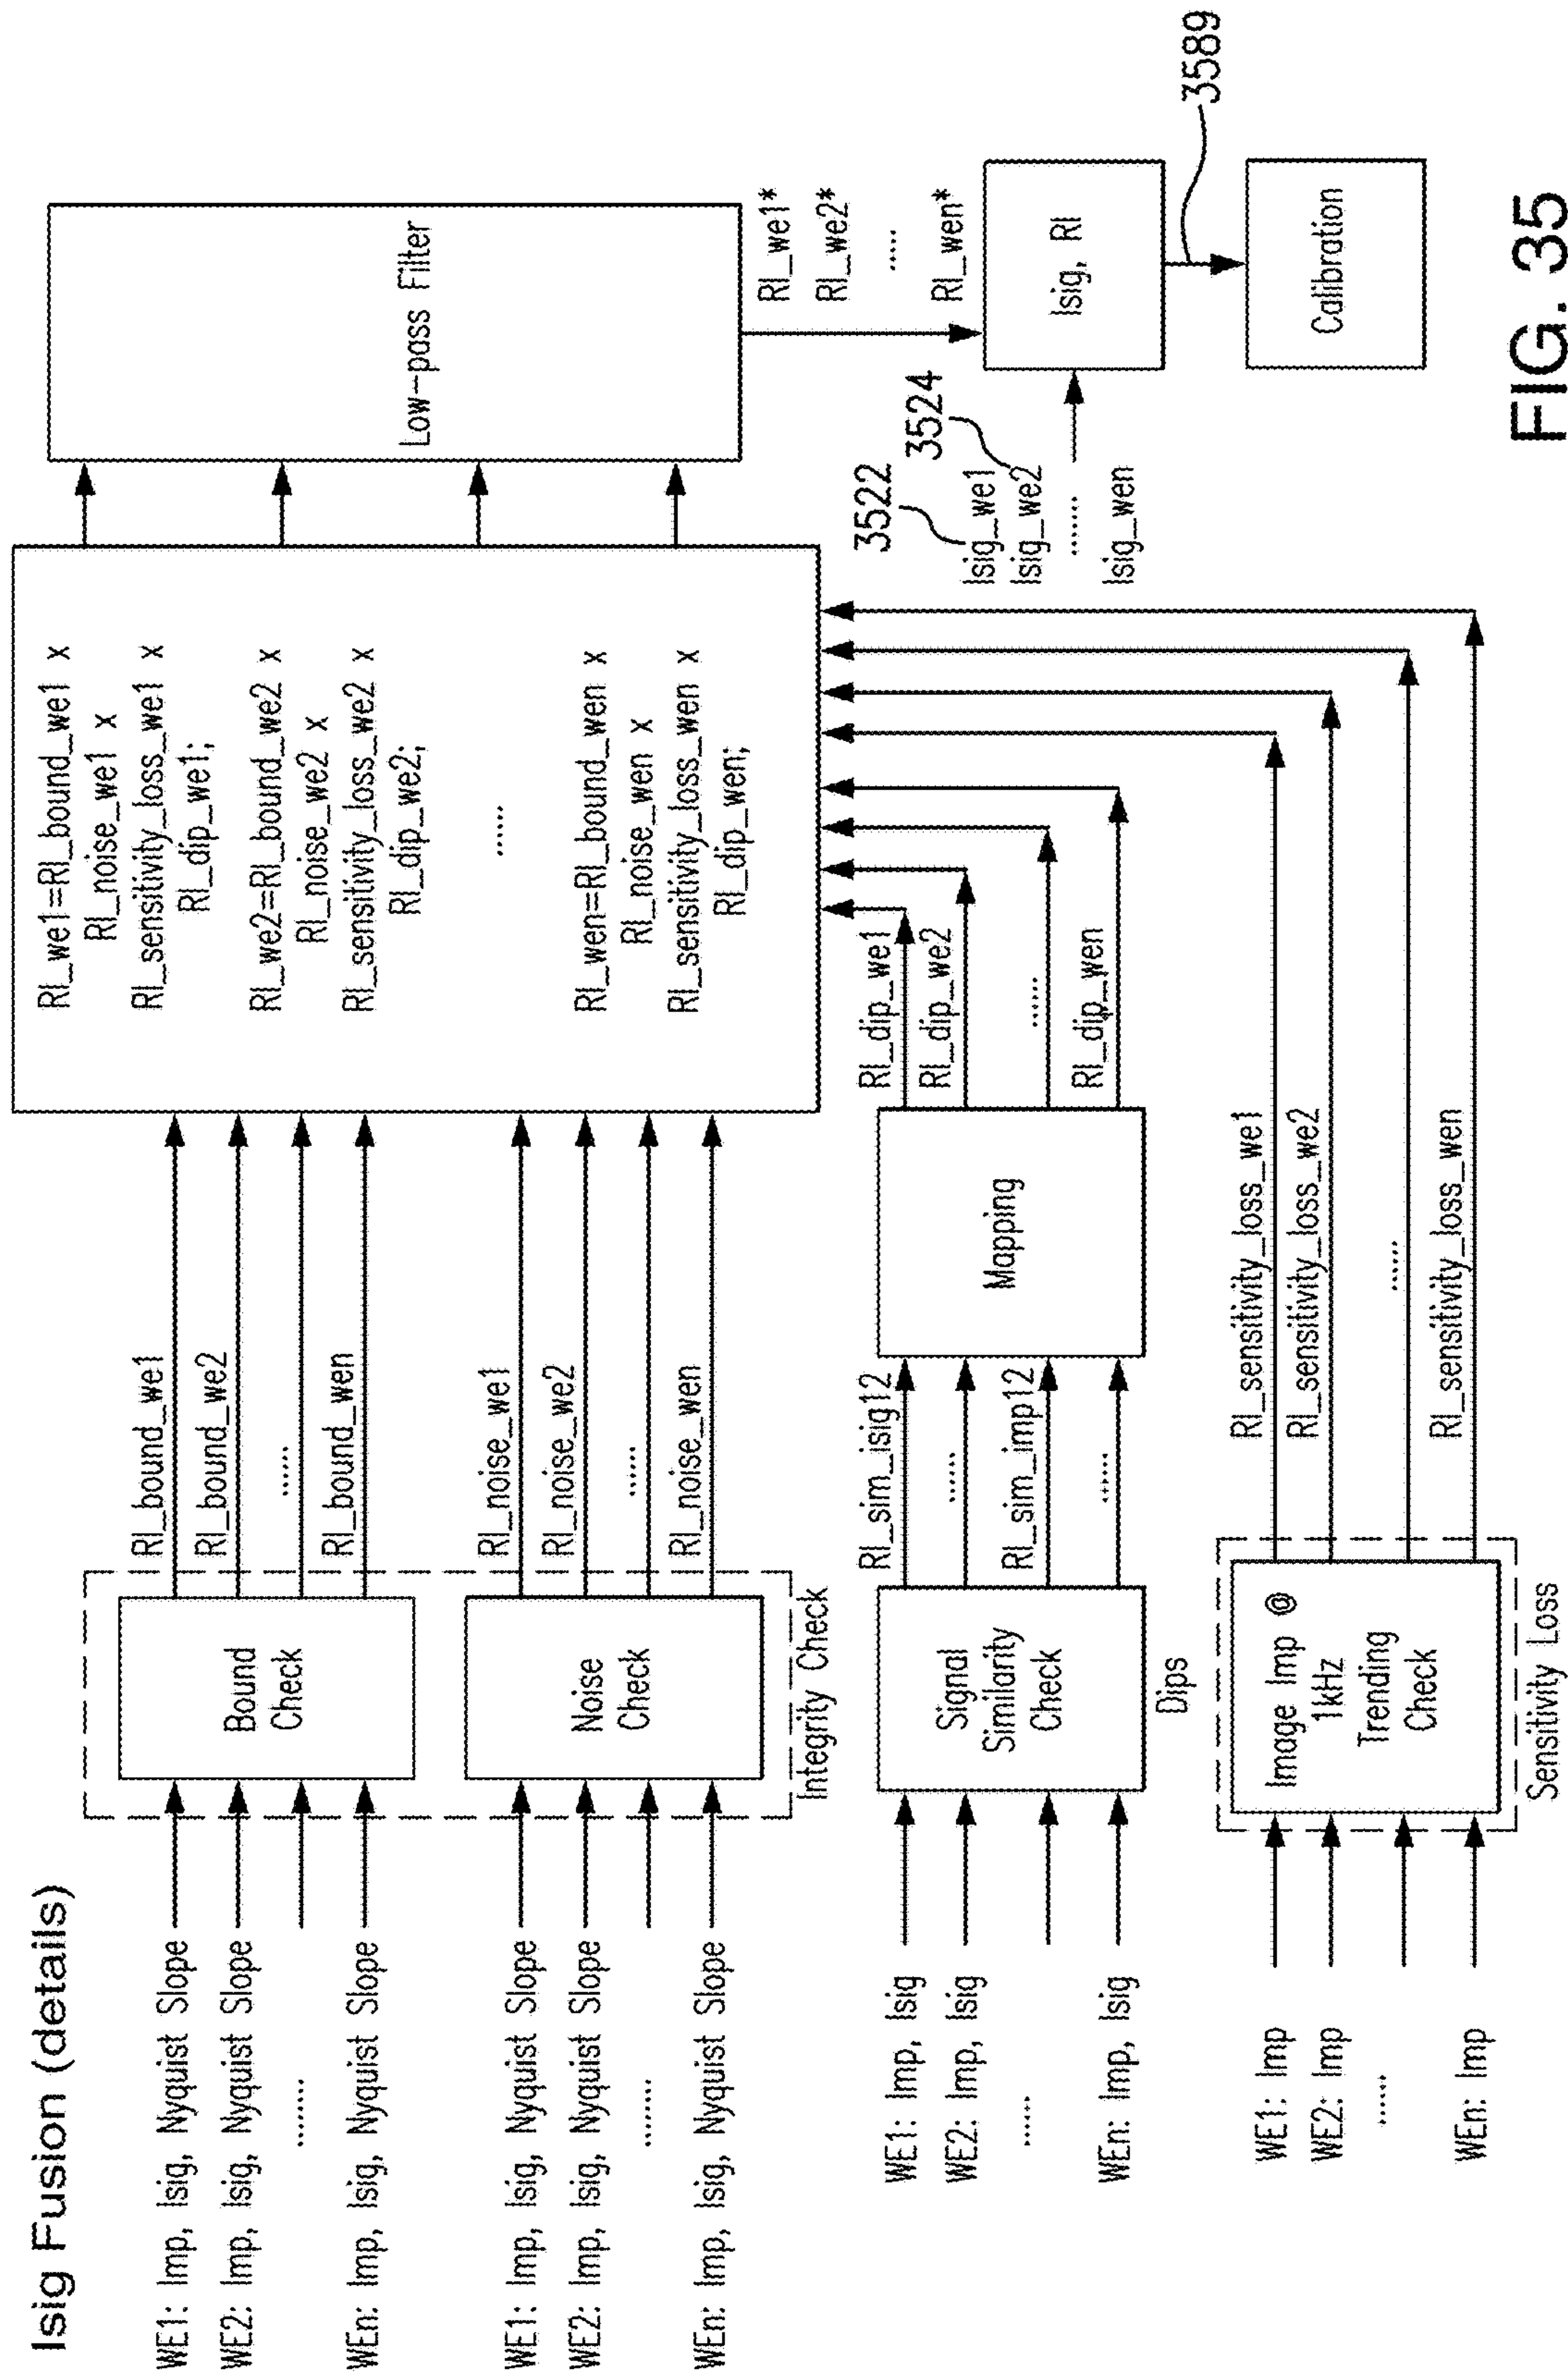 Isig Fusion (details)
WE1: Imp, Isig, Nyquist Slope
WE2: Imp, Isig, Nyquist Slope
.......
WEn: Imp, Isig, Nyquist Slope
Bound
Check
RI_bound_we1
RI_bound_we2
......
RI_bound_wen
WE1: Imp, Isig, Nyquist Slope
WE2: Imp, Isig, Nyquist Slope
.......
WEn: Imp, Isig, Nyquist Slope
Noise
Check
RI_noise_we1
RI_noise_we2
......
RI_noise_wen
Integrity Check
RI_we1=RI_bound_we1 x
RI_noise_we1 x
RI_sensitivity_loss_we1 x
RI_dip_we1;
RI_we2=RI_bound_we2 x
RI_noise_we2 x
RI_sensitivity_loss_we2 x
RI_dip_we2;
......
RI_wen=RI_bound_wen x
RI_noise_wen x
RI_sensitivity_loss_wen x
RI_dip_wen;
Low-pass Filter
RI_we1*
RI_we2*
.....
RI_wen*
WE1: Imp, Isig
WE2: Imp, Isig
......
WEn: Imp, Isig
Signal
Similarity
Check
Dips
RI_sim_isig12
......
RI_sim_imp12
......
Mapping
RI_dip_we1
RI_dip_we2
......
RI_dip_wen
3522
3524
Isig_we1
Isig_we2
.......
Isig_wen
Isig, RI
3589
Calibration
WE1: Imp
WE2: Imp
......
WEn: Imp
Image Imp @
1kHz
Trending
Check
Sensitivity Loss
RI_sensitivity_loss_we1
RI_sensitivity_loss_we2
......
RI_sensitivity_loss_wen
FIG. 35